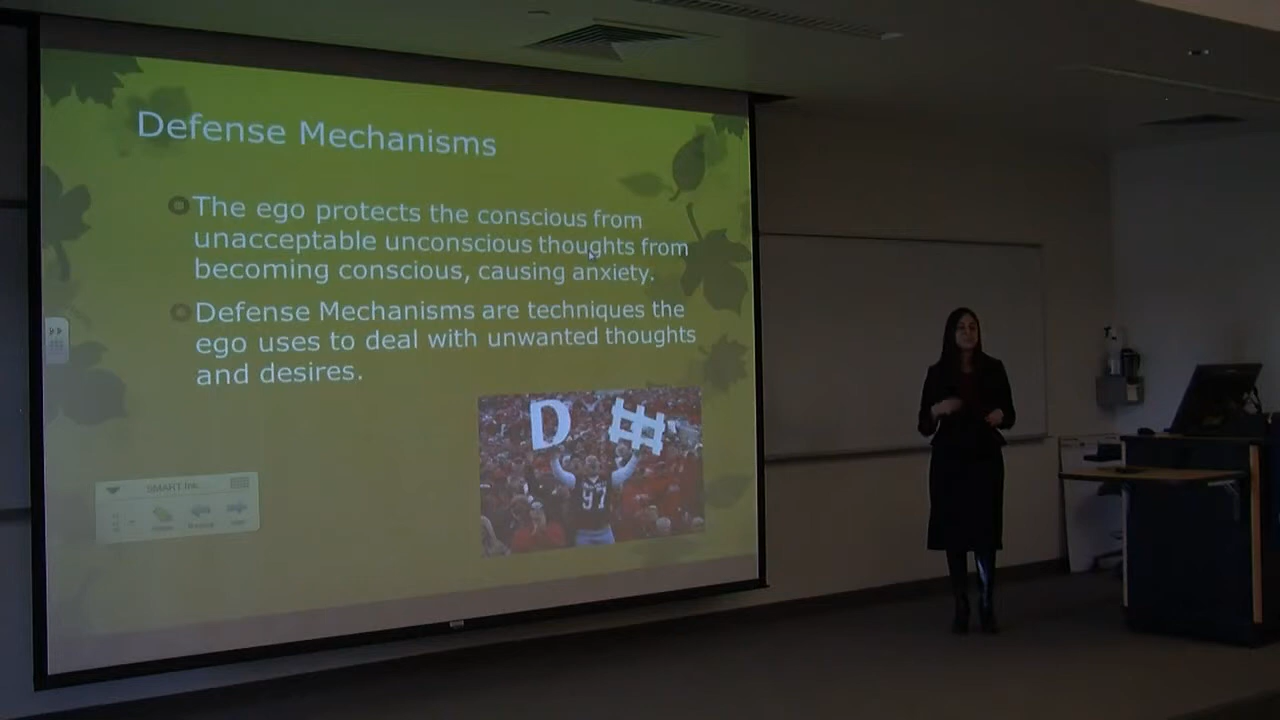 Defense Mechanisms
The ego protects the conscious from
unacceptable unconscious thoughts from
becoming conscious, causing anxiety.
Defense Mechanisms are techniques the
ego uses to deal with unwanted thoughts
and desires.
D #
97
SMART Ink